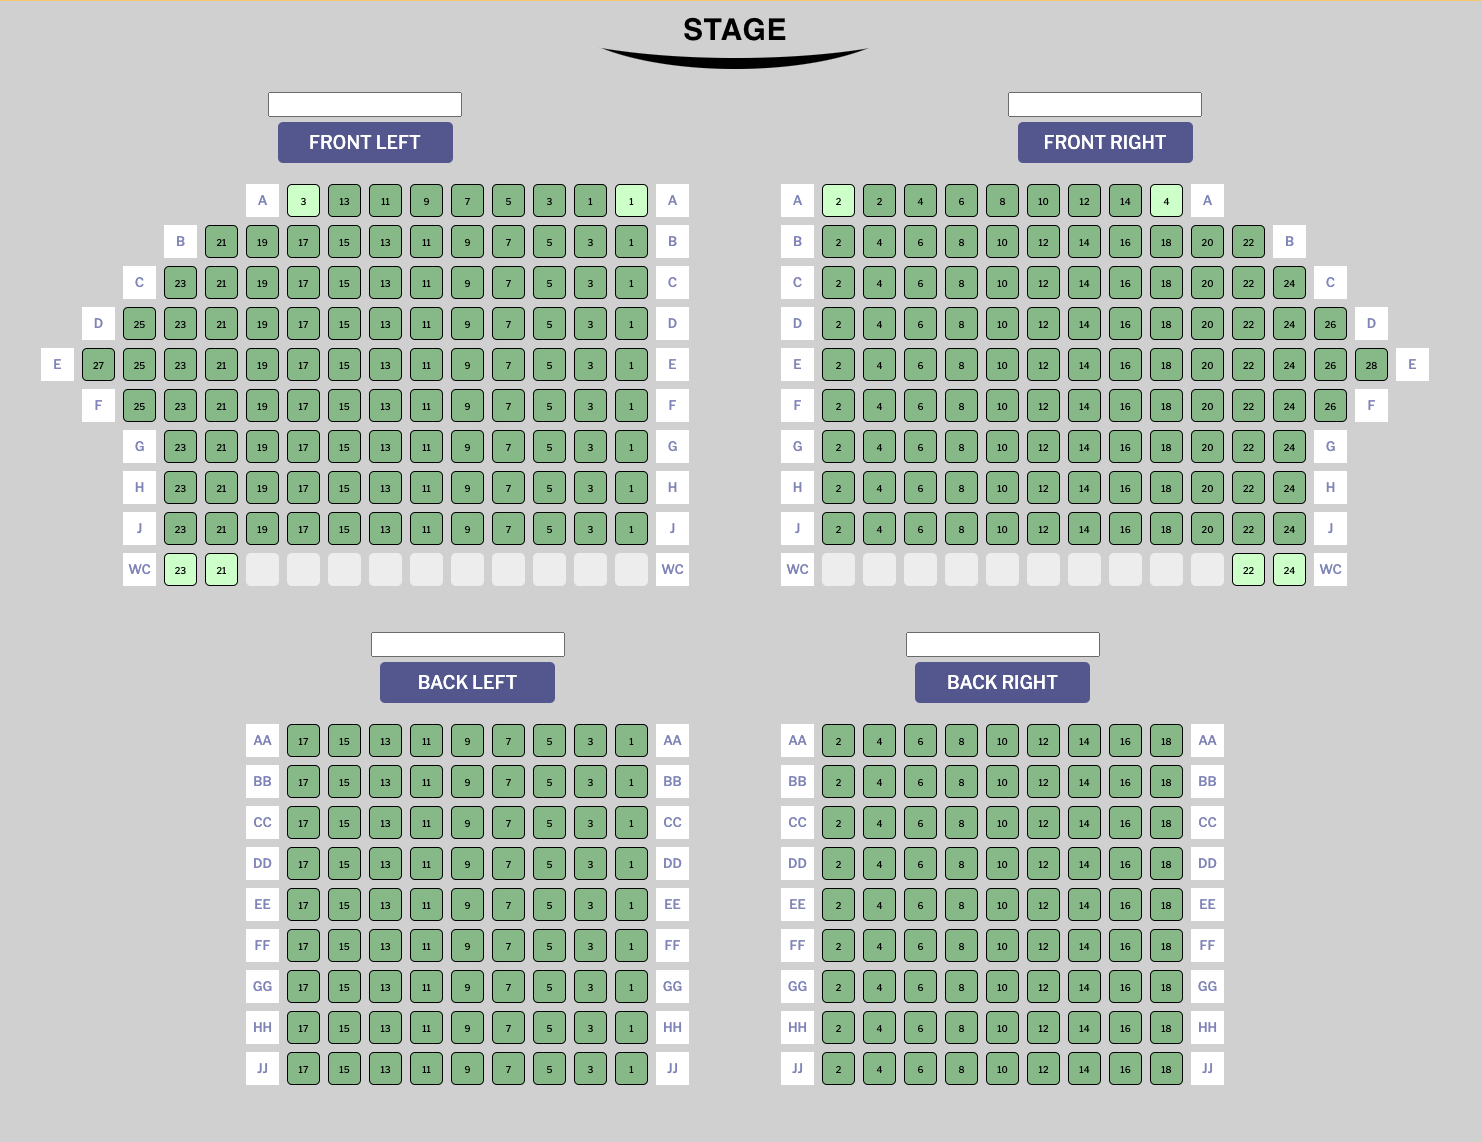 STAGE
FRONT LEFT FRONT RIGHT
A 3 13 11 9 7 5 3 1 1 A A 2 2 4 6 8 10 12 14 4 A
B 21 19 17 15 13 11 9 7 5 3 1 B B 2 4 6 8 10 12 14 16 18 20 22 B
C 23 21 19 17 15 13 11 9 7 5 3 1 C C 2 4 6 8 10 12 14 16 18 20 22 24 C
D 25 23 21 19 17 15 13 11 9 7 5 3 1 D D 2 4 6 8 10 12 14 16 18 20 22 24 26 D
E 27 25 23 21 19 17 15 13 11 9 7 5 3 1 E E 2 4 6 8 10 12 14 16 18 20 22 24 26 28 E
F 25 23 21 19 17 15 13 11 9 7 5 3 1 F F 2 4 6 8 10 12 14 16 18 20 22 24 26 F
G 23 21 19 17 15 13 11 9 7 5 3 1 G G 2 4 6 8 10 12 14 16 18 20 22 24 G
H 23 21 19 17 15 13 11 9 7 5 3 1 H H 2 4 6 8 10 12 14 16 18 20 22 24 H
J 23 21 19 17 15 13 11 9 7 5 3 1 J J 2 4 6 8 10 12 14 16 18 20 22 24 J
WC 23 21 WC WC 22 24 WC
BACK LEFT BACK RIGHT
AA 17 15 13 11 9 7 5 3 1 AA AA 2 4 6 8 10 12 14 16 18 AA
BB 17 15 13 11 9 7 5 3 1 BB BB 2 4 6 8 10 12 14 16 18 BB
CC 17 15 13 11 9 7 5 3 1 CC CC 2 4 6 8 10 12 14 16 18 CC
DD 17 15 13 11 9 7 5 3 1 DD DD 2 4 6 8 10 12 14 16 18 DD
EE 17 15 13 11 9 7 5 3 1 EE EE 2 4 6 8 10 12 14 16 18 EE
FF 17 15 13 11 9 7 5 3 1 FF FF 2 4 6 8 10 12 14 16 18 FF
GG 17 15 13 11 9 7 5 3 1 GG GG 2 4 6 8 10 12 14 16 18 GG
HH 17 15 13 11 9 7 5 3 1 HH HH 2 4 6 8 10 12 14 16 18 HH
JJ 17 15 13 11 9 7 5 3 1 JJ JJ 2 4 6 8 10 12 14 16 18 JJ